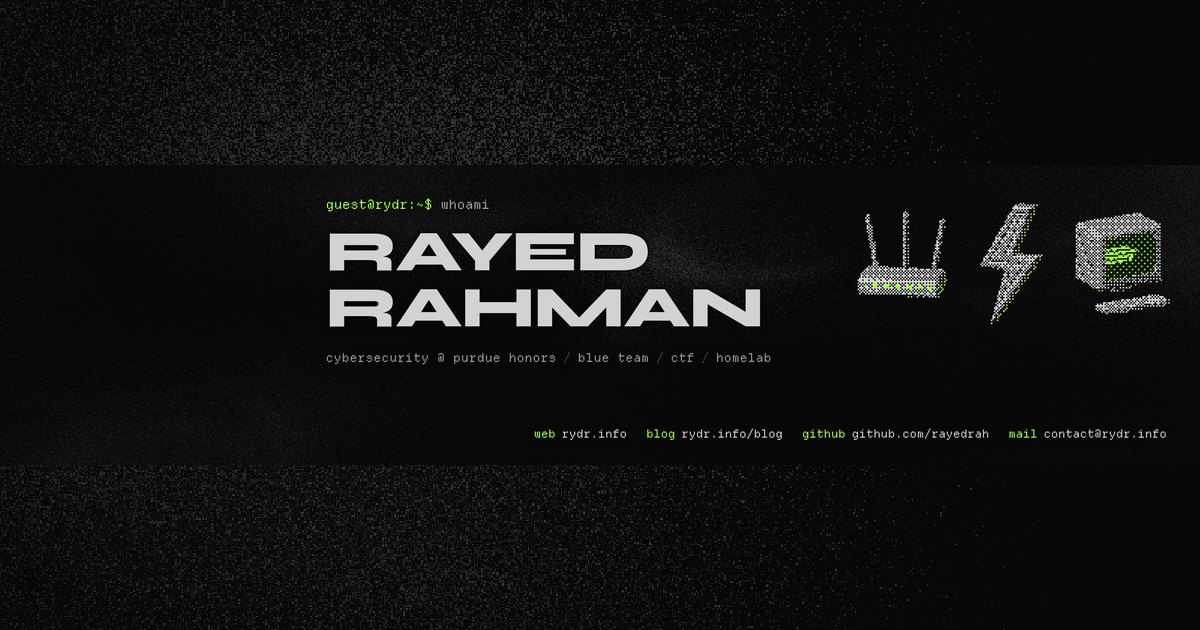 guest@rydr:~$ whoami
RAYED
RAHMAN
cybersecurity @ purdue honors / blue team / ctf / homelab
web rydr.info blog rydr.info/blog github github.com/rayedrah mail contact@rydr.info